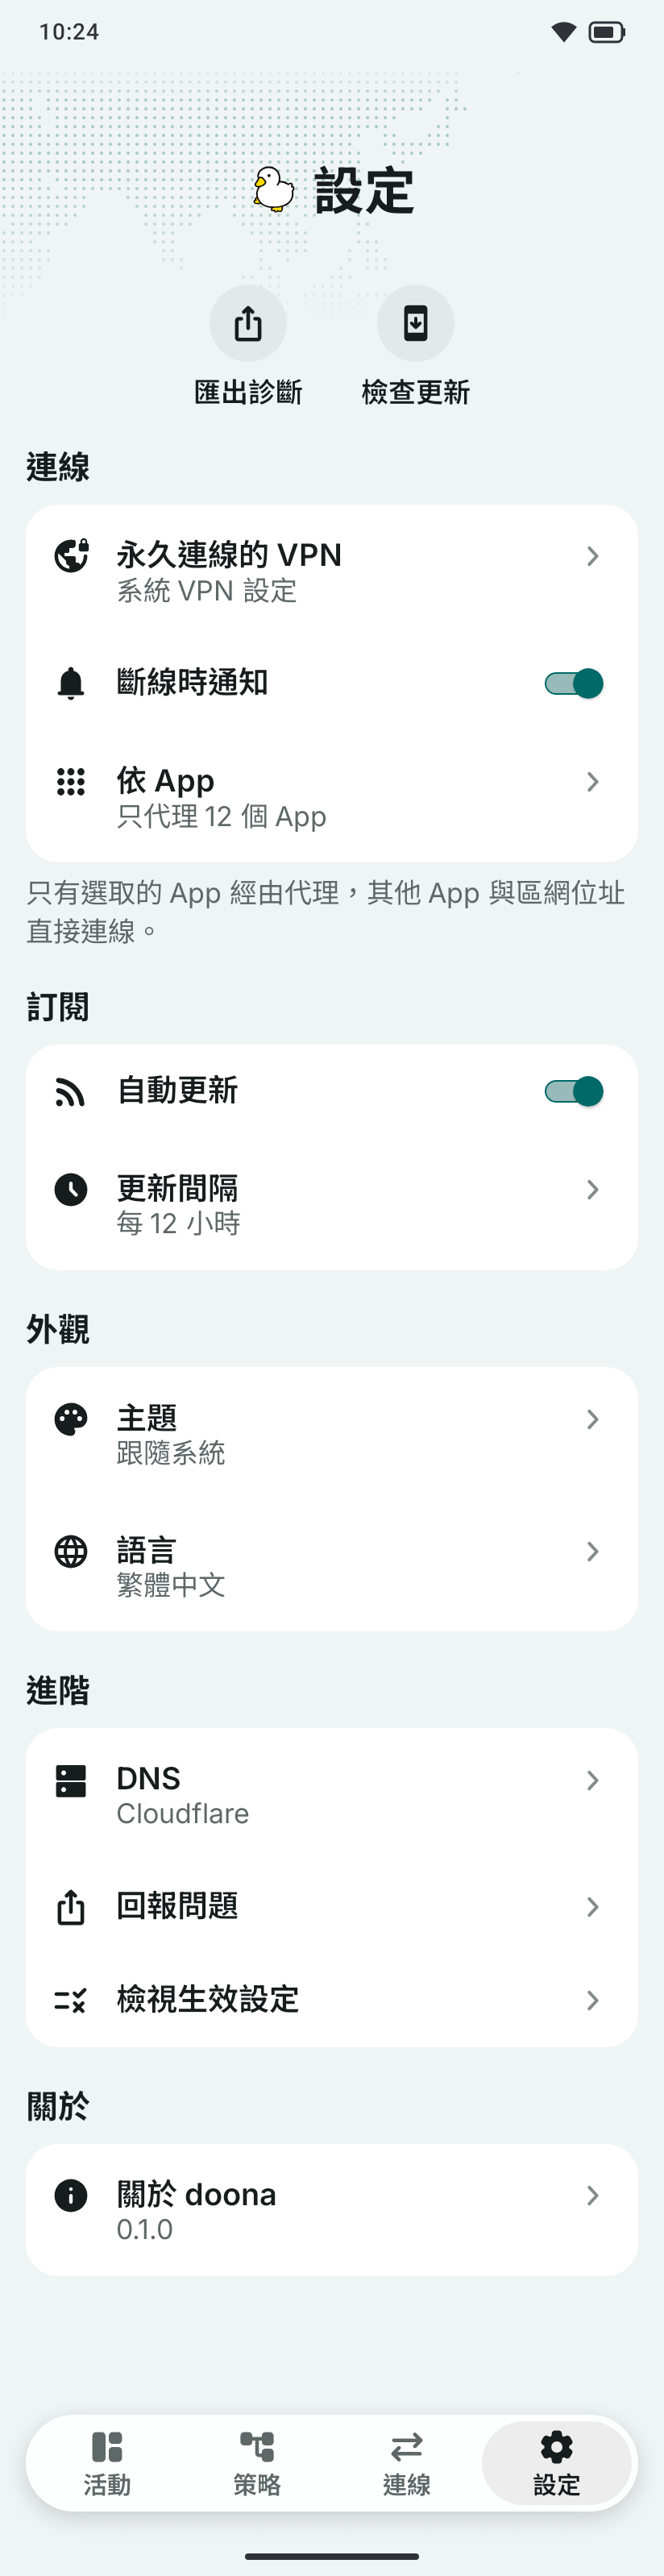 10:24
設定
匯出診斷
檢查更新
連線
永久連線的 VPN
系統 VPN 設定
斷線時通知
依 App
只代理 12 個 App
只有選取的 App 經由代理，其他 App 與區網位址
直接連線。
訂閱
自動更新
更新間隔
每 12 小時
外觀
主題
跟隨系統
語言
繁體中文
進階
DNS
Cloudflare
回報問題
檢視生效設定
關於
關於 doona
0.1.0
活動
策略
連線
設定